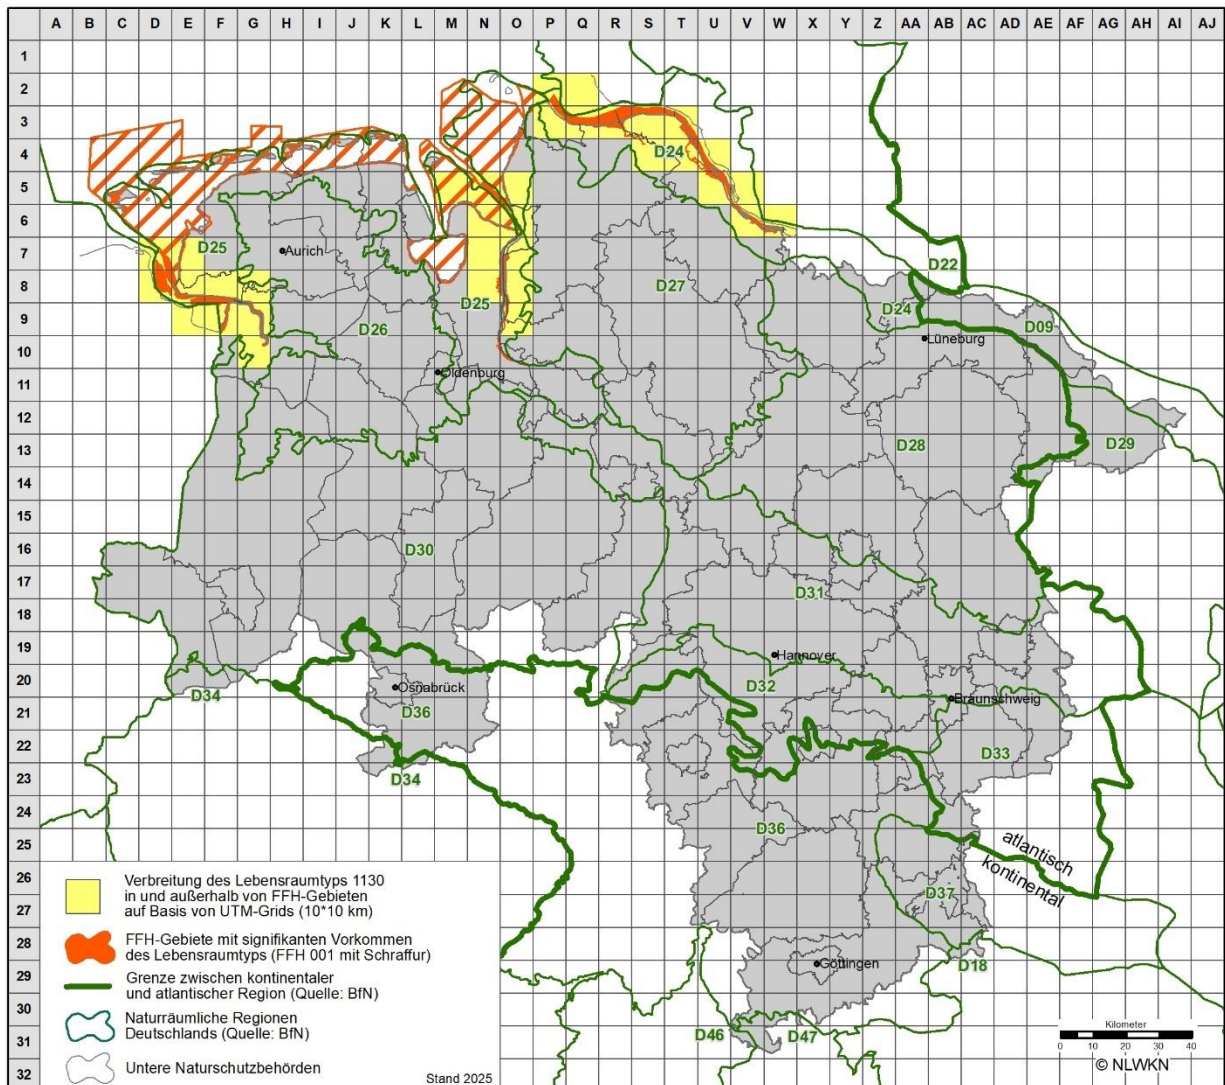 A B C D E F G H I J K L M N O P Q R S T U V W X Y Z AA AB AC AD AE AF AG AH AI AJ
1
2
3
4
D24
5
6
7
D25
Aurich
D22
8
D27
D25
9
D26
D24
D09
Lüneburg
10
Oldenburg
11
12
13
D28
D29
14
15
16
D30
17
D31
18
19
Hannover
20
D34
Osnabrück
D32
Braunschweig
21
D36
22
D33
23
D34
24
D36
25
atlantisch
kontinental
26
D37
27
28
29
Göttingen
D18
30
31
D46
D47
32
Verbreitung des Lebensraumtyps 1130
in und außerhalb von FFH-Gebieten
auf Basis von UTM-Grids (10*10 km)
FFH-Gebiete mit signifikanten Vorkommen
des Lebensraumtyps (FFH 001 mit Schraffur)
Grenze zwischen kontinentaler
und atlantischer Region (Quelle: BfN)
Naturräumliche Regionen
Deutschlands (Quelle: BfN)
Untere Naturschutzbehörden
Stand 2025
Kilometer
0 10 20 30 40
© NLWKN